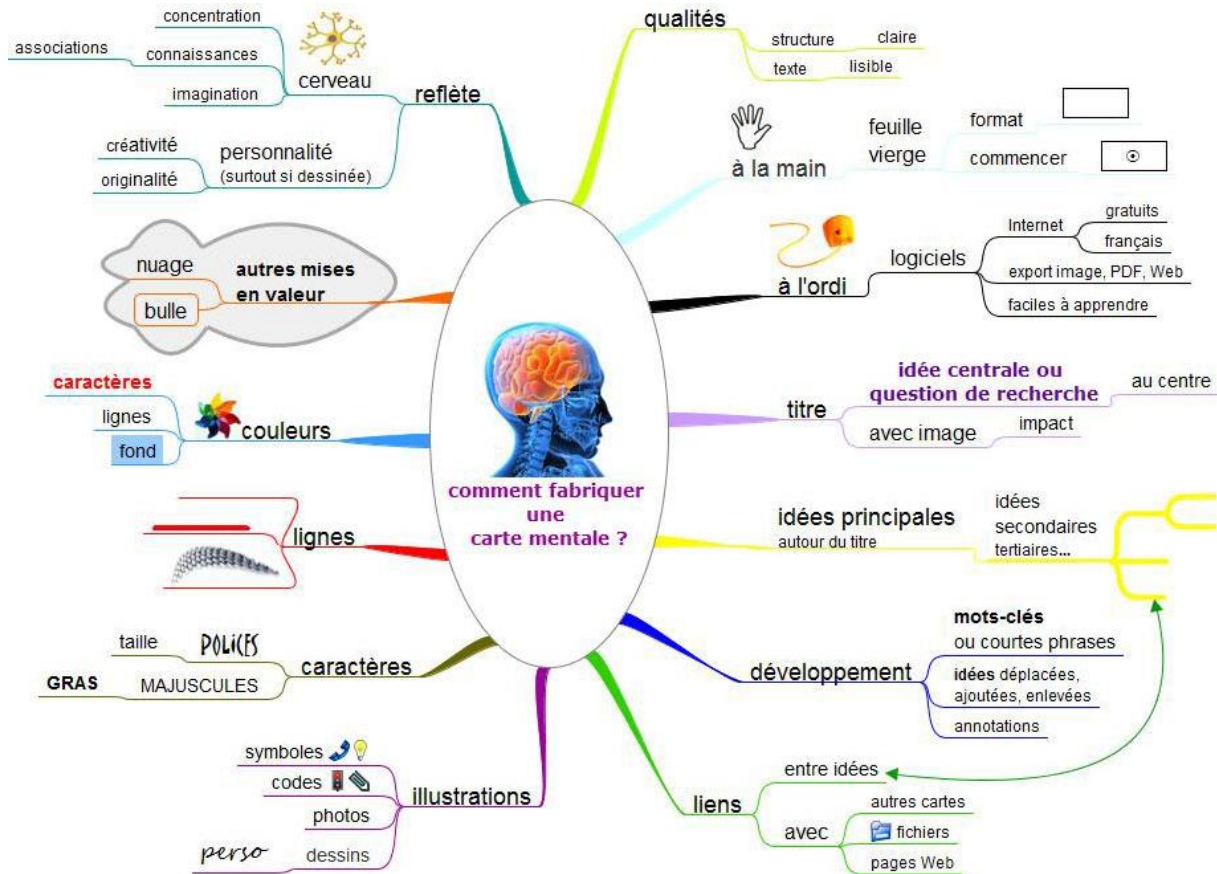 comment fabriquer
une
carte mentale ?
qualités
structure
claire
texte
lisible
à la main
feuille
vierge
format
commencer
à l'ordi
logiciels
Internet
gratuits
français
export image, PDF, Web
faciles à apprendre
titre
idée centrale ou
question de recherche
au centre
avec image
impact
idées principales
autour du titre
idées
secondaires
tertiaires...
développement
mots-clés
ou courtes phrases
idées déplacées,
ajoutées, enlevées
annotations
liens
entre idées
avec
autres cartes
fichiers
pages Web
illustrations
symboles
codes
photos
dessins
perso
caractères
POLICES
taille
MAJUSCULES
GRAS
lignes
couleurs
caractères
lignes
fond
autres mises
en valeur
nuage
bulle
reflète
cerveau
concentration
connaissances
associations
imagination
personnalité
(surtout si dessinée)
créativité
originalité